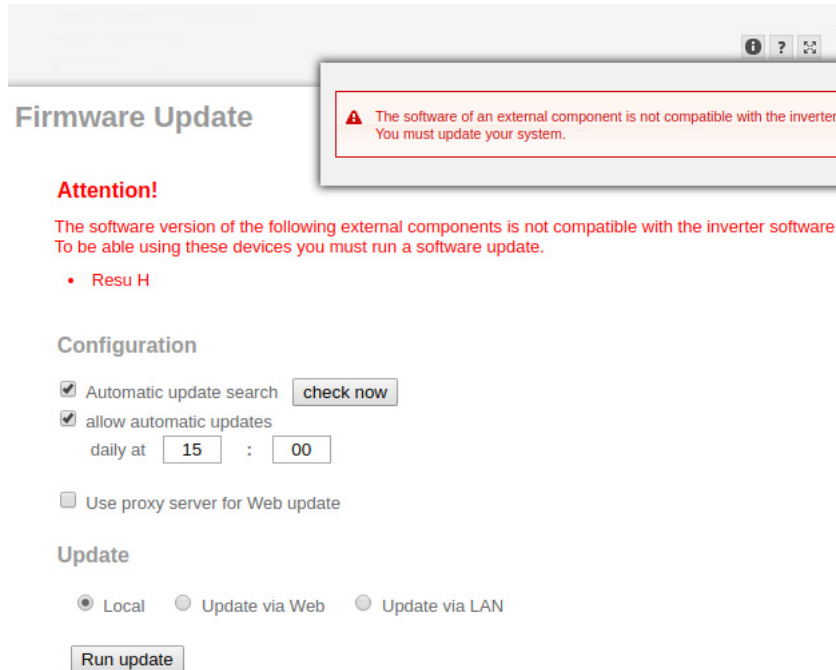 ?
The software of an external component is not compatible with the inverter
You must update your system.
Firmware Update
Attention!
The software version of the following external components is not compatible with the inverter software
To be able using these devices you must run a software update.
• Resu H
Configuration
Automatic update search check now
allow automatic updates
daily at 15 : 00
Use proxy server for Web update
Update
Local Update via Web Update via LAN
Run update